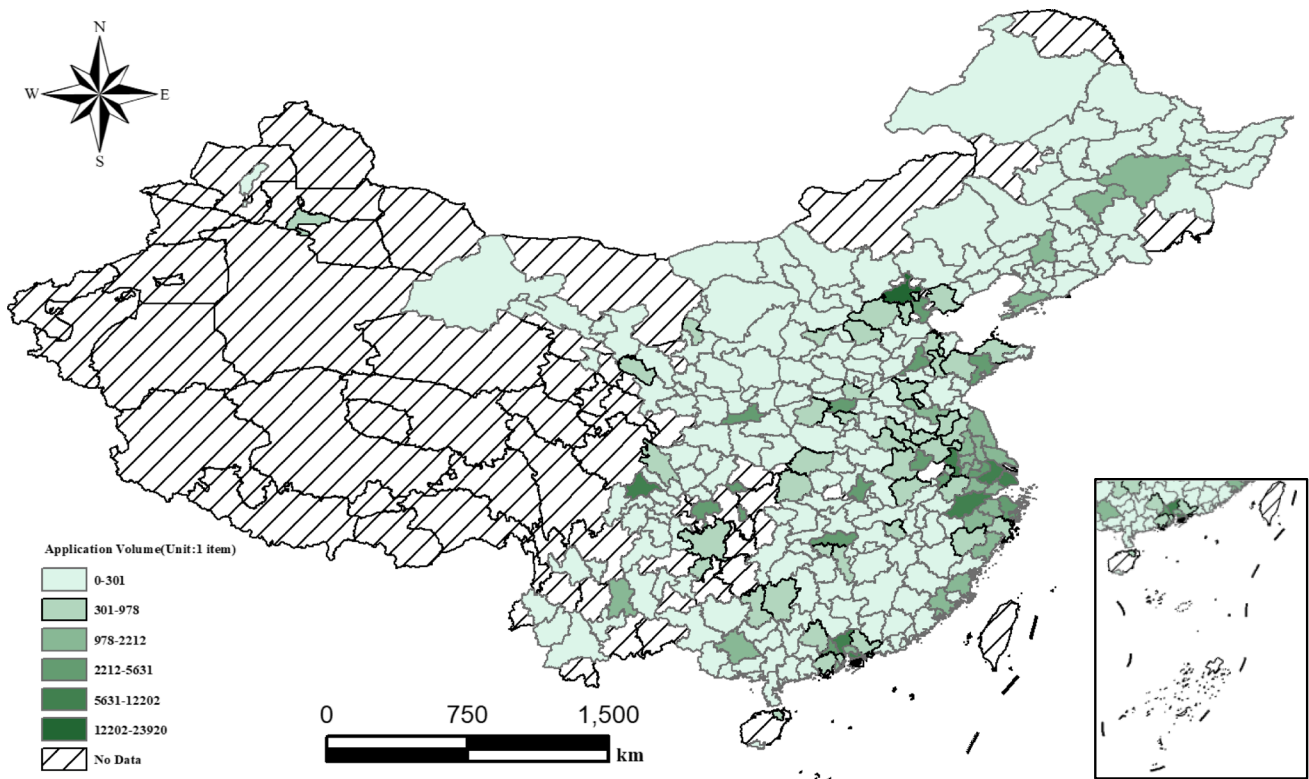 N
W E
S
Application Volume(Unit:1 item)
0-301
301-978
978-2212
2212-5631
5631-12202
12202-23920
No Data
0 750 1,500
km